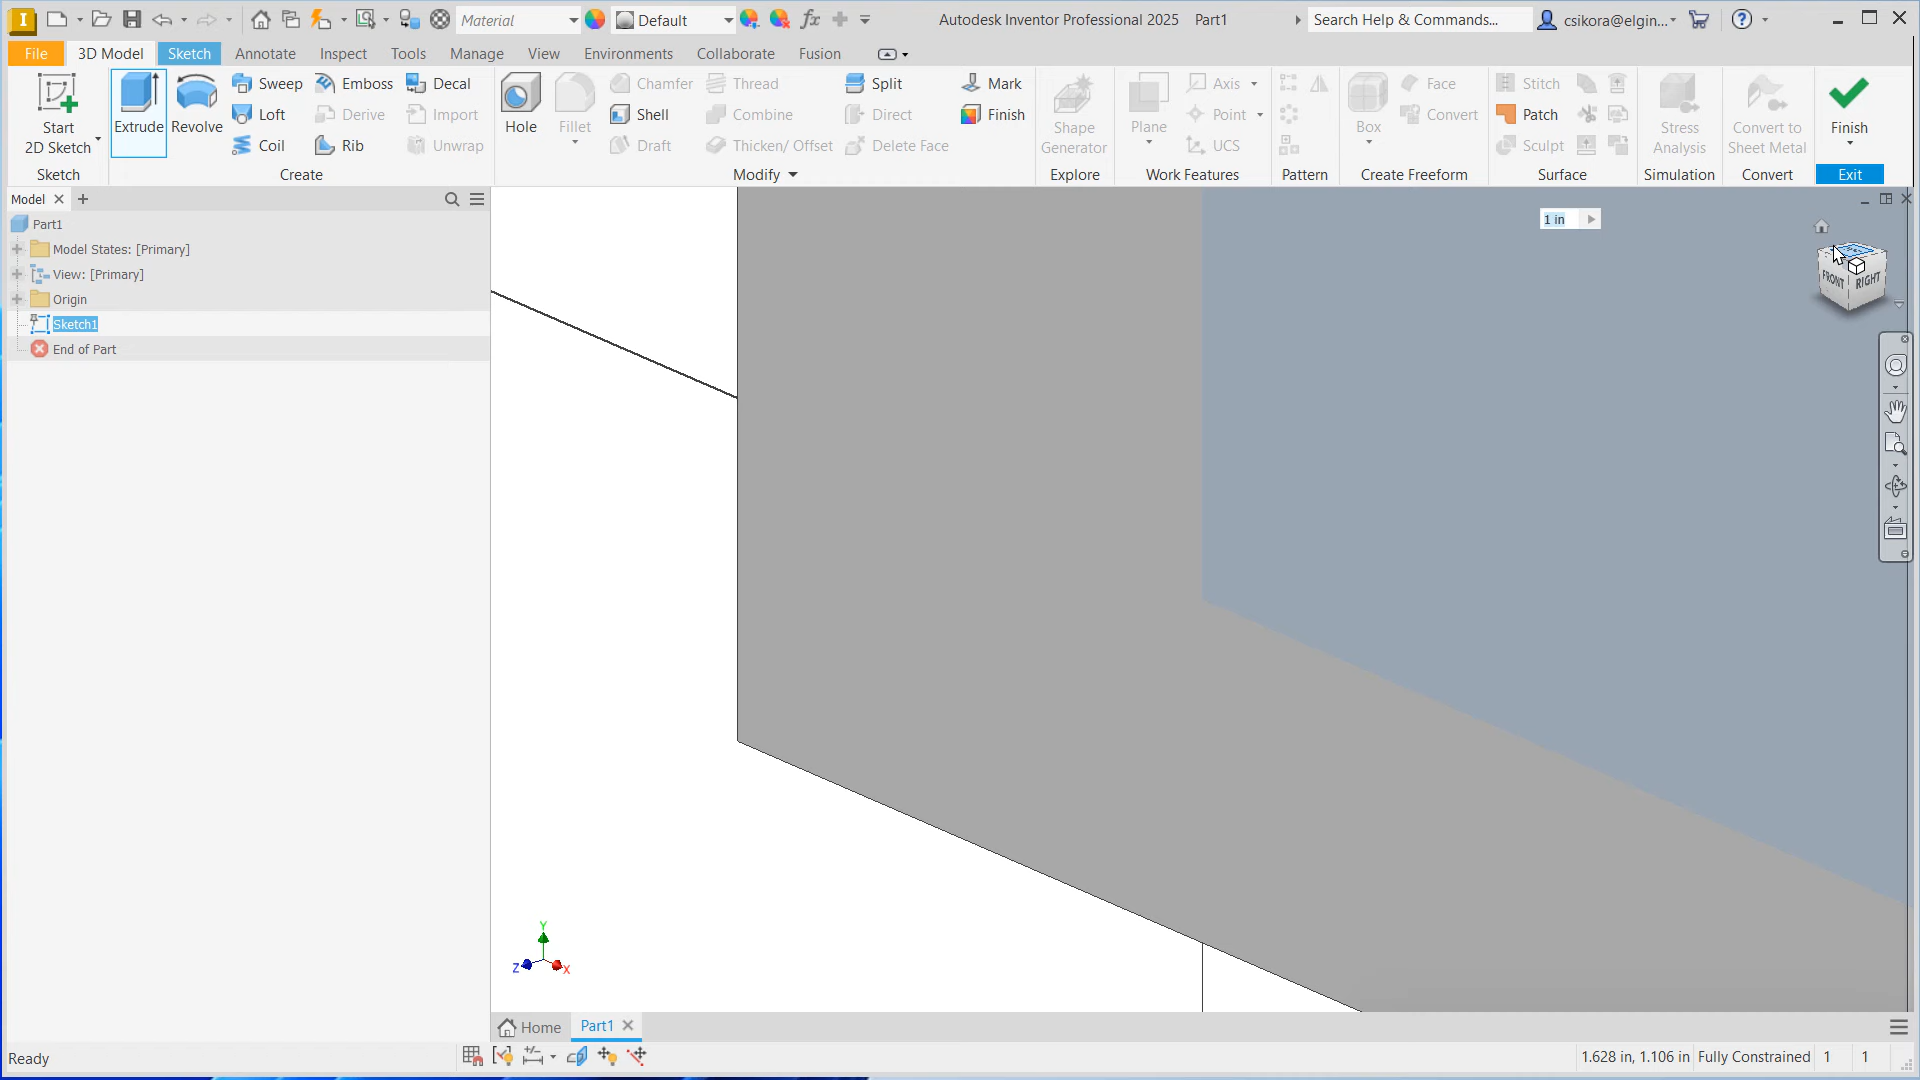 Material
Default
fx
Autodesk Inventor Professional 2025 Part1
Search Help & Commands...
csikora@elgin...
File
3D Model
Sketch
Annotate
Inspect
Tools
Manage
View
Environments
Collaborate
Fusion
Start
2D Sketch
Sketch
Extrude
Revolve
Sweep
Loft
Coil
Emboss
Derive
Rib
Decal
Import
Unwrap
Create
Hole
Fillet
Chamfer
Shell
Draft
Thread
Combine
Thicken/ Offset
Split
Direct
Delete Face
Mark
Finish
Modify
Shape
Generator
Explore
Plane
Axis
Point
UCS
Work Features
Pattern
Box
Face
Convert
Create Freeform
Stitch
Patch
Sculpt
Surface
Stress
Analysis
Simulation
Convert to
Sheet Metal
Convert
Finish
Exit
Model
Part1
Model States: [Primary]
View: [Primary]
Origin
Sketch1
End of Part
1 in
FRONT
RIGHT
Y
Z
X
Home
Part1
Ready
1.628 in, 1.106 in
Fully Constrained
1
1